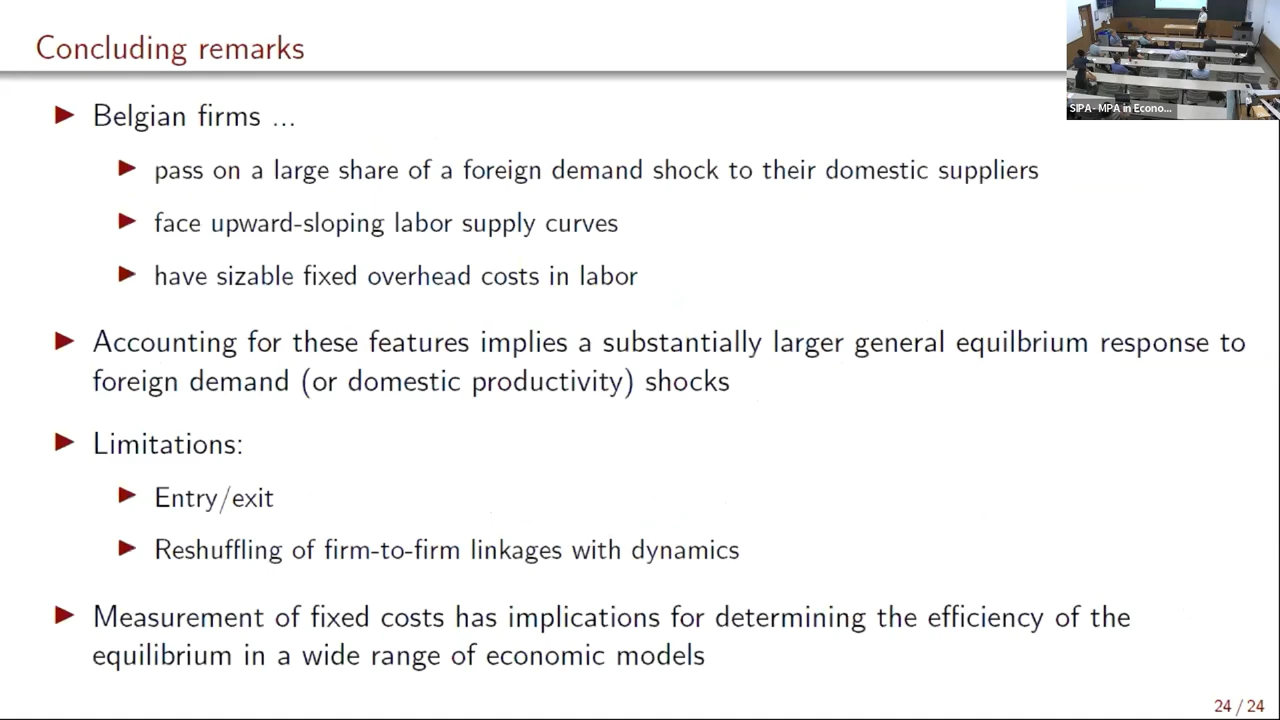 Concluding remarks
SIPA- MPA in Econo...
Belgian firms ...
pass on a large share of a foreign demand shock to their domestic suppliers
face upward-sloping labor supply curves
have sizable fixed overhead costs in labor
Accounting for these features implies a substantially larger general equilbrium response to
foreign demand (or domestic productivity) shocks
Limitations:
Entry/exit
Reshuffling of firm-to-firm linkages with dynamics
Measurement of fixed costs has implications for determining the efficiency of the
equilibrium in a wide range of economic models
24 / 24